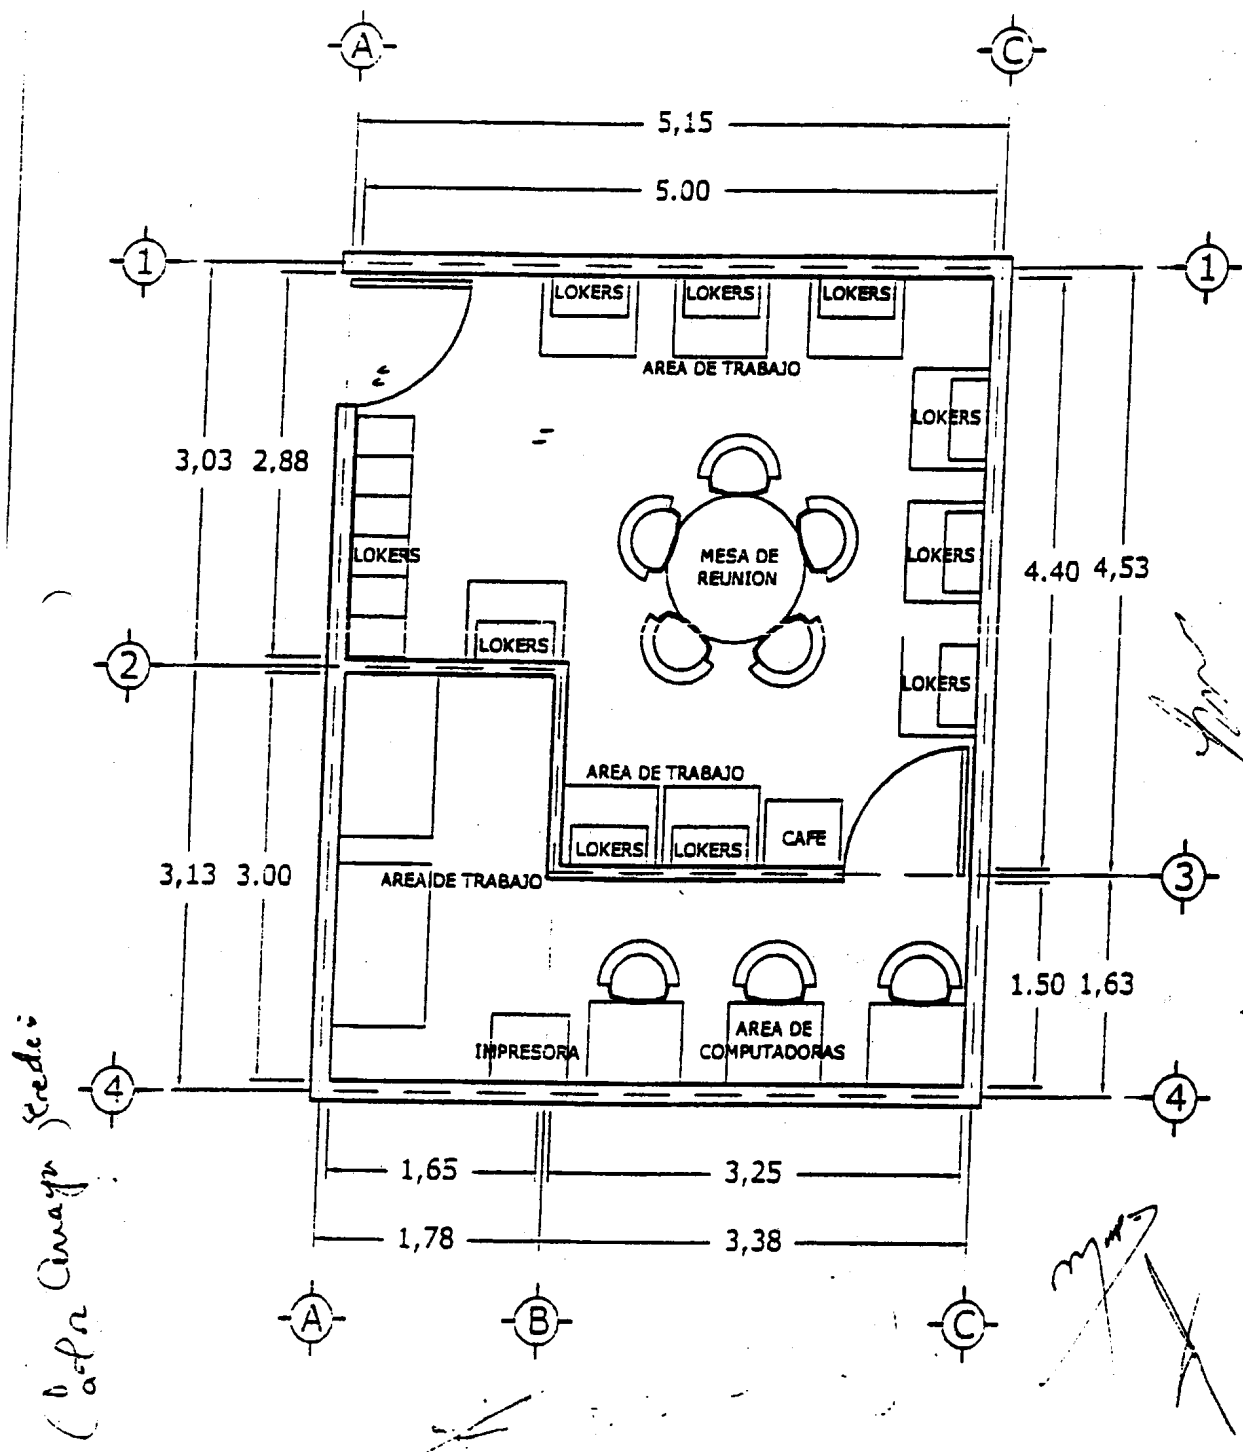 A
C
5,15
5.00
1
1
LOKERS
LOKERS
LOKERS
AREA DE TRABAJO
LOKERS
3,03 2,88
LOKERS
LOKERS
MESA DE
REUNION
4.40 4,53
LOKERS
2
LOKERS
AREA DE TRABAJO
LOKERS
LOKERS
CAFE
3,13 3.00
AREA DE TRABAJO
3
1.50 1,63
IMPRESORA
AREA DE
COMPUTADORAS
4
4
1,65
3,25
1,78
3,38
A
B
C